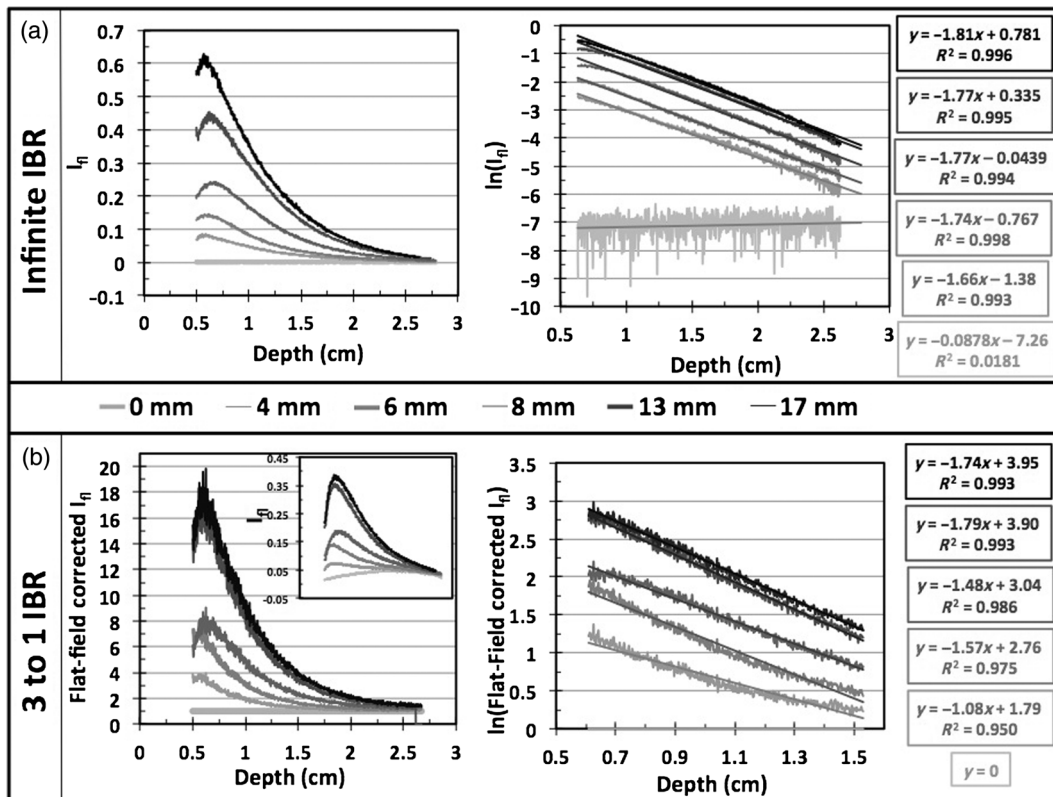 (a)
Infinite IBR
0.7
0.6
0.5
0.4
0.3
0.2
0.1
0
−0.1
I_fl
0 0.5 1 1.5 2 2.5 3
Depth (cm)
−0
−1
−2
−3
−4
−5
−6
−7
−8
−9
−10
ln(I_fl)
0.5 1 1.5 2 2.5 3
Depth (cm)
y = −1.81x + 0.781
R² = 0.996
y = −1.77x + 0.335
R² = 0.995
y = −1.77x − 0.0439
R² = 0.994
y = −1.74x − 0.767
R² = 0.998
y = −1.66x − 1.38
R² = 0.993
y = −0.0878x − 7.26
R² = 0.0181
0 mm 4 mm 6 mm 8 mm 13 mm 17 mm
(b)
3 to 1 IBR
20
18
16
14
12
10
8
6
4
2
0
Flat-field corrected I_fl
0 0.5 1 1.5 2 2.5 3
Depth (cm)
0.45
0.35
0.25
0.15
0.05
−0.05
I_fl
3.5
3
2.5
2
1.5
1
0.5
0
ln(Flat-Field corrected I_fl)
0.5 0.7 0.9 1.1 1.3 1.5
Depth (cm)
y = −1.74x + 3.95
R² = 0.993
y = −1.79x + 3.90
R² = 0.993
y = −1.48x + 3.04
R² = 0.986
y = −1.57x + 2.76
R² = 0.975
y = −1.08x + 1.79
R² = 0.950
y = 0